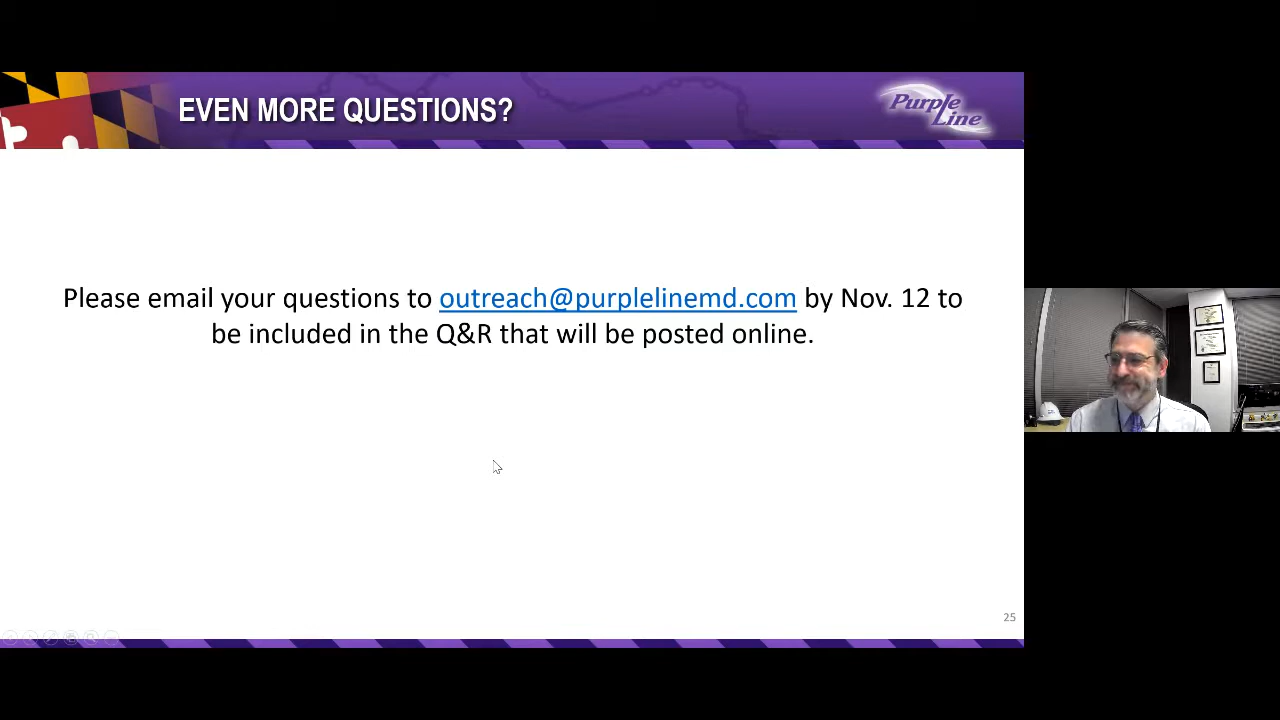 EVEN MORE QUESTIONS?
Purple
Line
Please email your questions to outreach@purplelinemd.com by Nov. 12 to
be included in the Q&R that will be posted online.
25